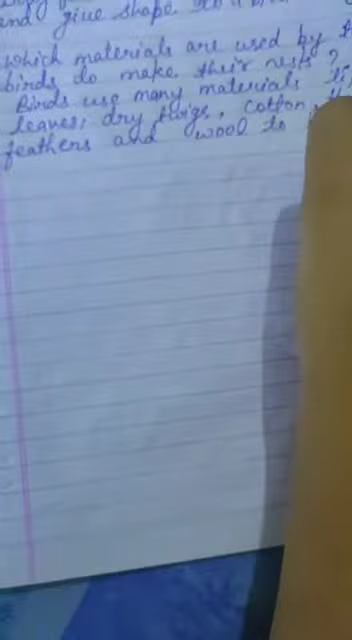 and give shape
which materials are used by
birds do make their nests?
Birds use many materials
leaves, dry twigs, cotton,
feathers and wool to